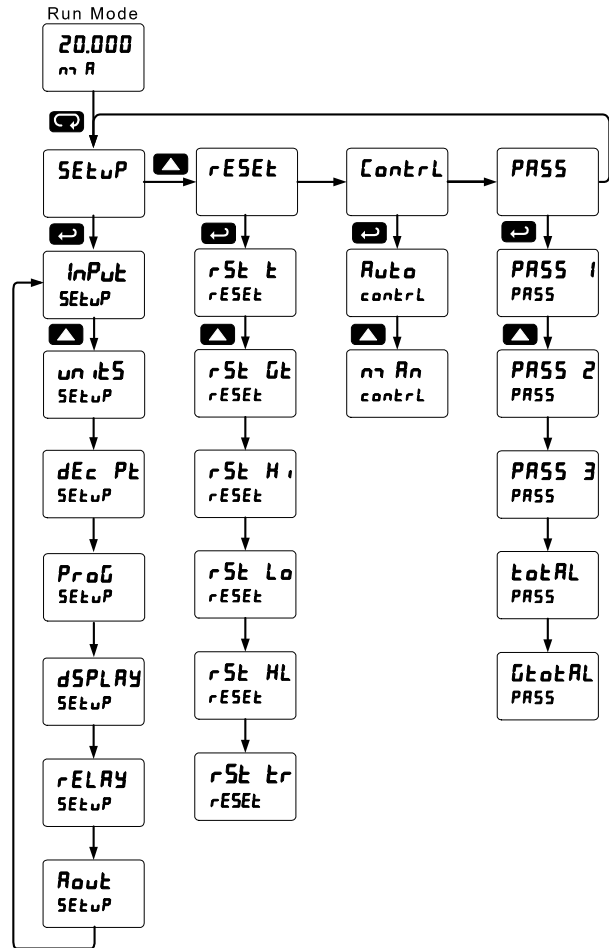 Run Mode
20.000
mA
SEtuP
rESEt
ContrL
PASS
InPut
SEtuP
rSt t
rESEt
Auto
contrL
PASS 1
PASS
unitS
SEtuP
rSt Gt
rESEt
mAn
contrL
PASS 2
PASS
dEc Pt
SEtuP
rSt Hi
rESEt
PASS 3
PASS
ProG
SEtuP
rSt Lo
rESEt
totAL
PASS
dSPLAY
SEtuP
rSt HL
rESEt
GtotAL
PASS
rELAY
SEtuP
rSt tr
rESEt
Aout
SEtuP